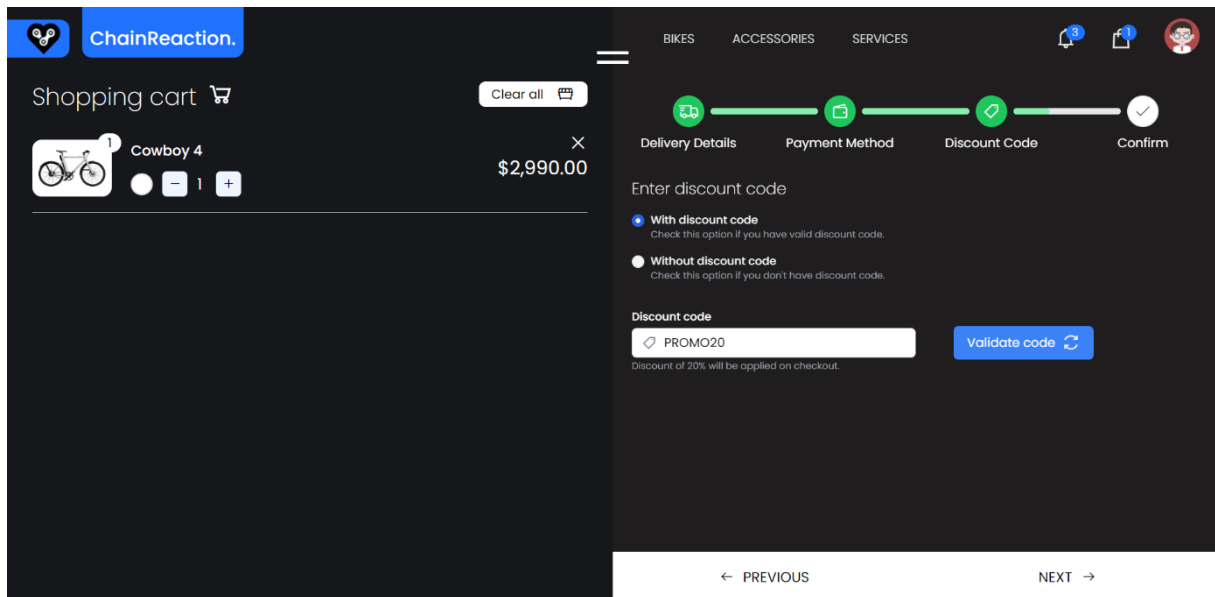 ChainReaction.
Shopping cart
Clear all
1
Cowboy 4
$2,990.00
− 1 +
BIKES ACCESSORIES SERVICES
3
1
Delivery Details Payment Method Discount Code Confirm
Enter discount code
With discount code
Check this option if you have valid discount code.
Without discount code
Check this option if you don't have discount code.
Discount code
PROMO20
Validate code
Discount of 20% will be applied on checkout.
← PREVIOUS NEXT →